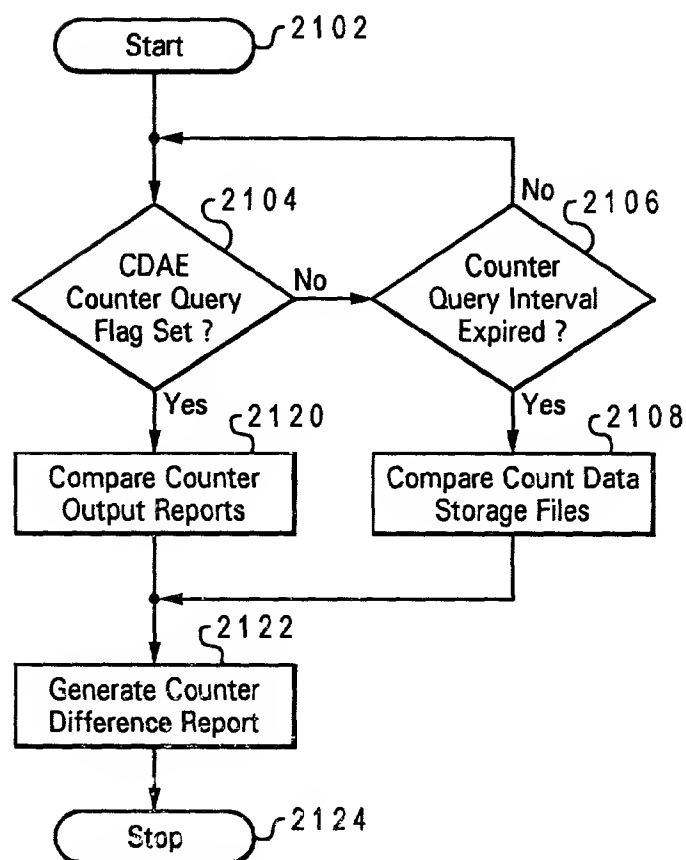 Start
2102
2104
CDAE
Counter Query
Flag Set ?
No
Yes
No
2106
Counter
Query Interval
Expired ?
Yes
2120
Compare Counter
Output Reports
2108
Compare Count Data
Storage Files
2122
Generate Counter
Difference Report
Stop
2124